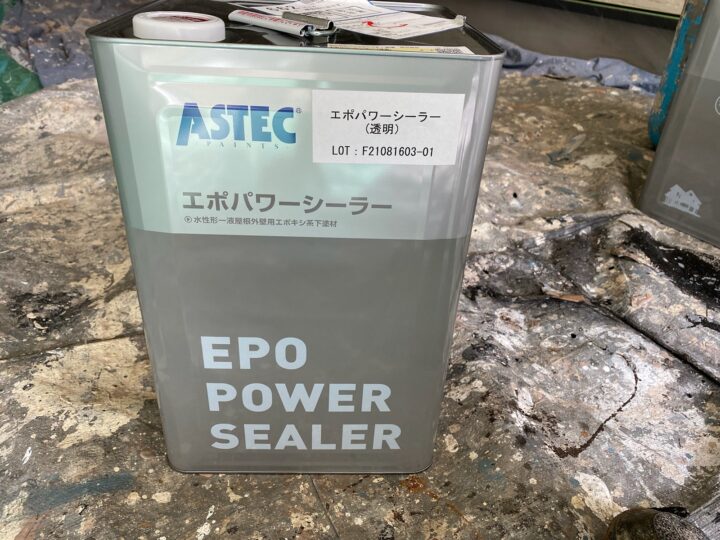 ASTEC®
PAINTS
エポパワーシーラー
(透明)
LOT：F21081603-01
エポパワーシーラー
水性形一液屋根外壁用エポキシ系下塗材
EPO
POWER
SEALER